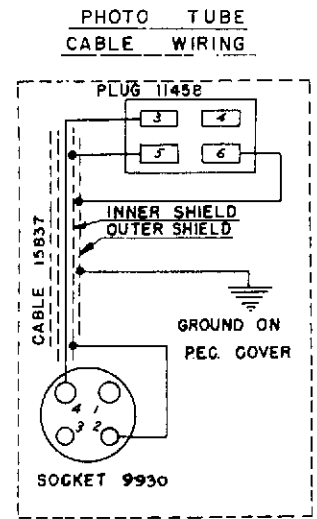 PHOTO TUBE
CABLE WIRING
PLUG 11458
3 4
5 6
INNER SHIELD
OUTER SHIELD
CABLE 15837
GROUND ON
P.E.C. COVER
4 1
3 2
SOCKET 9930